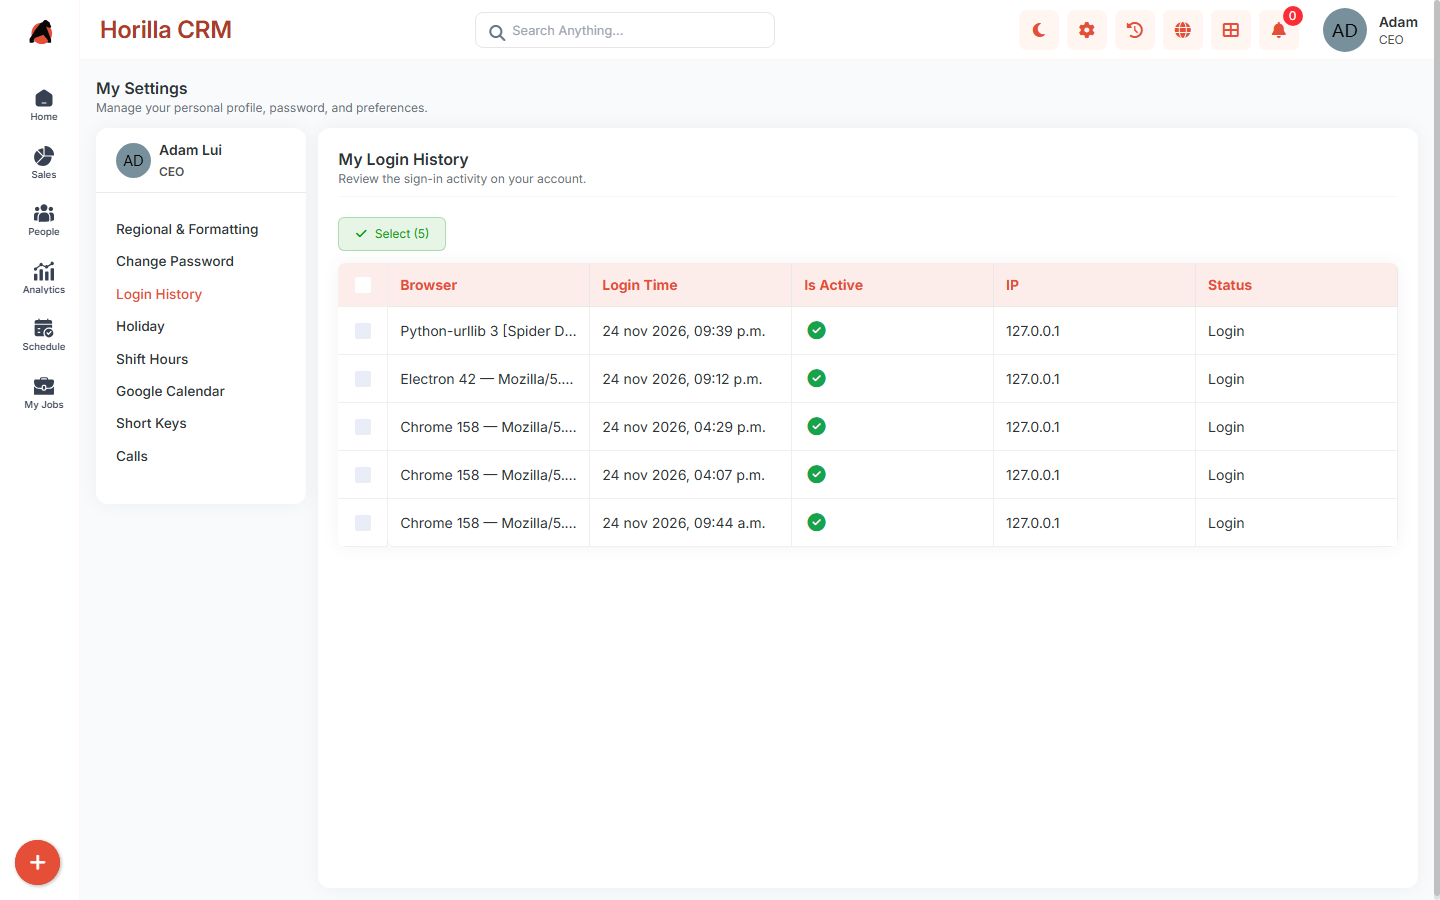 Horilla CRM
Search Anything...
0
AD
Adam
CEO
Home
Sales
People
Analytics
Schedule
My Jobs
My Settings
Manage your personal profile, password, and preferences.
AD
Adam Lui
CEO
Regional & Formatting
Change Password
Login History
Holiday
Shift Hours
Google Calendar
Short Keys
Calls
My Login History
Review the sign-in activity on your account.
Select (5)
Browser Login Time Is Active IP Status
Python-urllib 3 [Spider D... 24 nov 2026, 09:39 p.m. 127.0.0.1 Login
Electron 42 — Mozilla/5.... 24 nov 2026, 09:12 p.m. 127.0.0.1 Login
Chrome 158 — Mozilla/5.... 24 nov 2026, 04:29 p.m. 127.0.0.1 Login
Chrome 158 — Mozilla/5.... 24 nov 2026, 04:07 p.m. 127.0.0.1 Login
Chrome 158 — Mozilla/5.... 24 nov 2026, 09:44 a.m. 127.0.0.1 Login